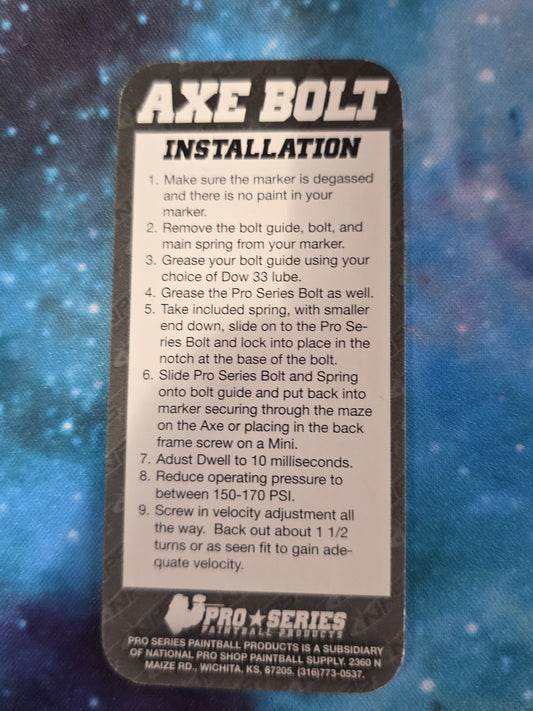 AXE BOLT
INSTALLATION
1. Make sure the marker is degassed
and there is no paint in your
marker.
2. Remove the bolt guide, bolt, and
main spring from your marker.
3. Grease your bolt guide using your
choice of Dow 33 lube.
4. Grease the Pro Series Bolt as well.
5. Take included spring, with smaller
end down, slide on to the Pro Se-
ries Bolt and lock into place in the
notch at the base of the bolt.
6. Slide Pro Series Bolt and Spring
onto bolt guide and put back into
marker securing through the maze
on the Axe or placing in the back
frame screw on a Mini.
7. Adust Dwell to 10 milliseconds.
8. Reduce operating pressure to
between 150-170 PSI.
9. Screw in velocity adjustment all
the way. Back out about 1 1/2
turns or as seen fit to gain ade-
quate velocity.
PRO★SERIES
PAINTBALL PRODUCTS
PRO SERIES PAINTBALL PRODUCTS IS A SUBSIDIARY
OF NATIONAL PRO SHOP PAINTBALL SUPPLY. 2360 N
MAIZE RD., WICHITA, KS, 67205. (316)773-0537.